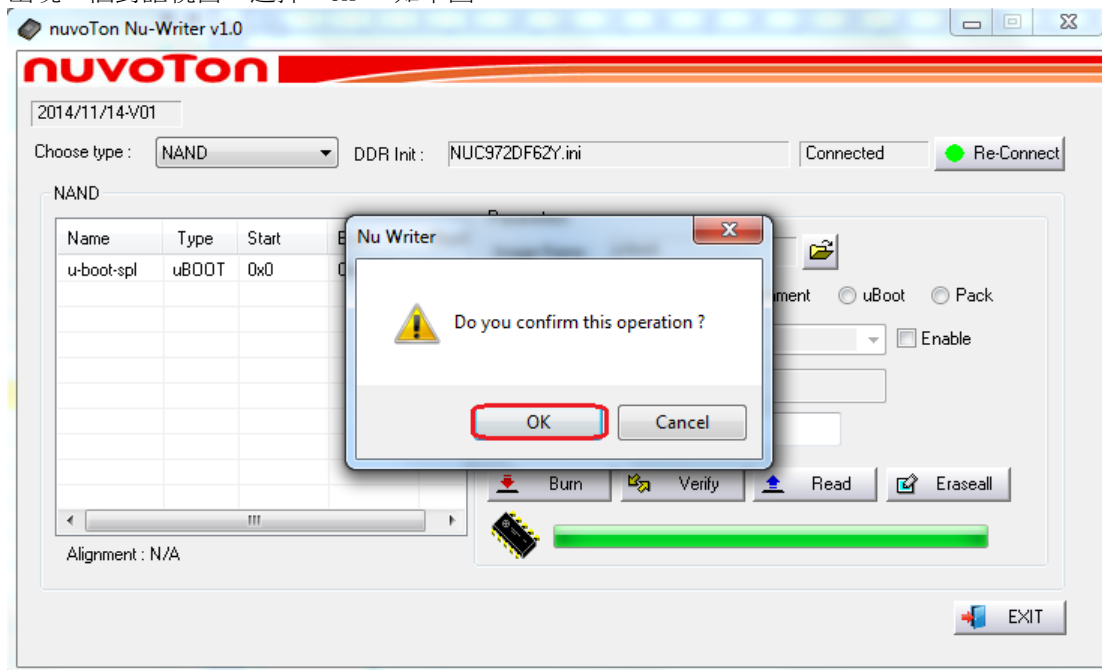 nuvoTon Nu-Writer v1.0
nuvoTon
2014/11/14-V01
Choose type : NAND DDR Init : NUC972DF62Y.ini Connected Re-Connect
NAND
Name Type Start
u-boot-spl uBOOT 0x0
Nu Writer
Do you confirm this operation ?
OK Cancel
uBoot Pack
Enable
Burn Verify Read Eraseall
Alignment : N/A
EXIT